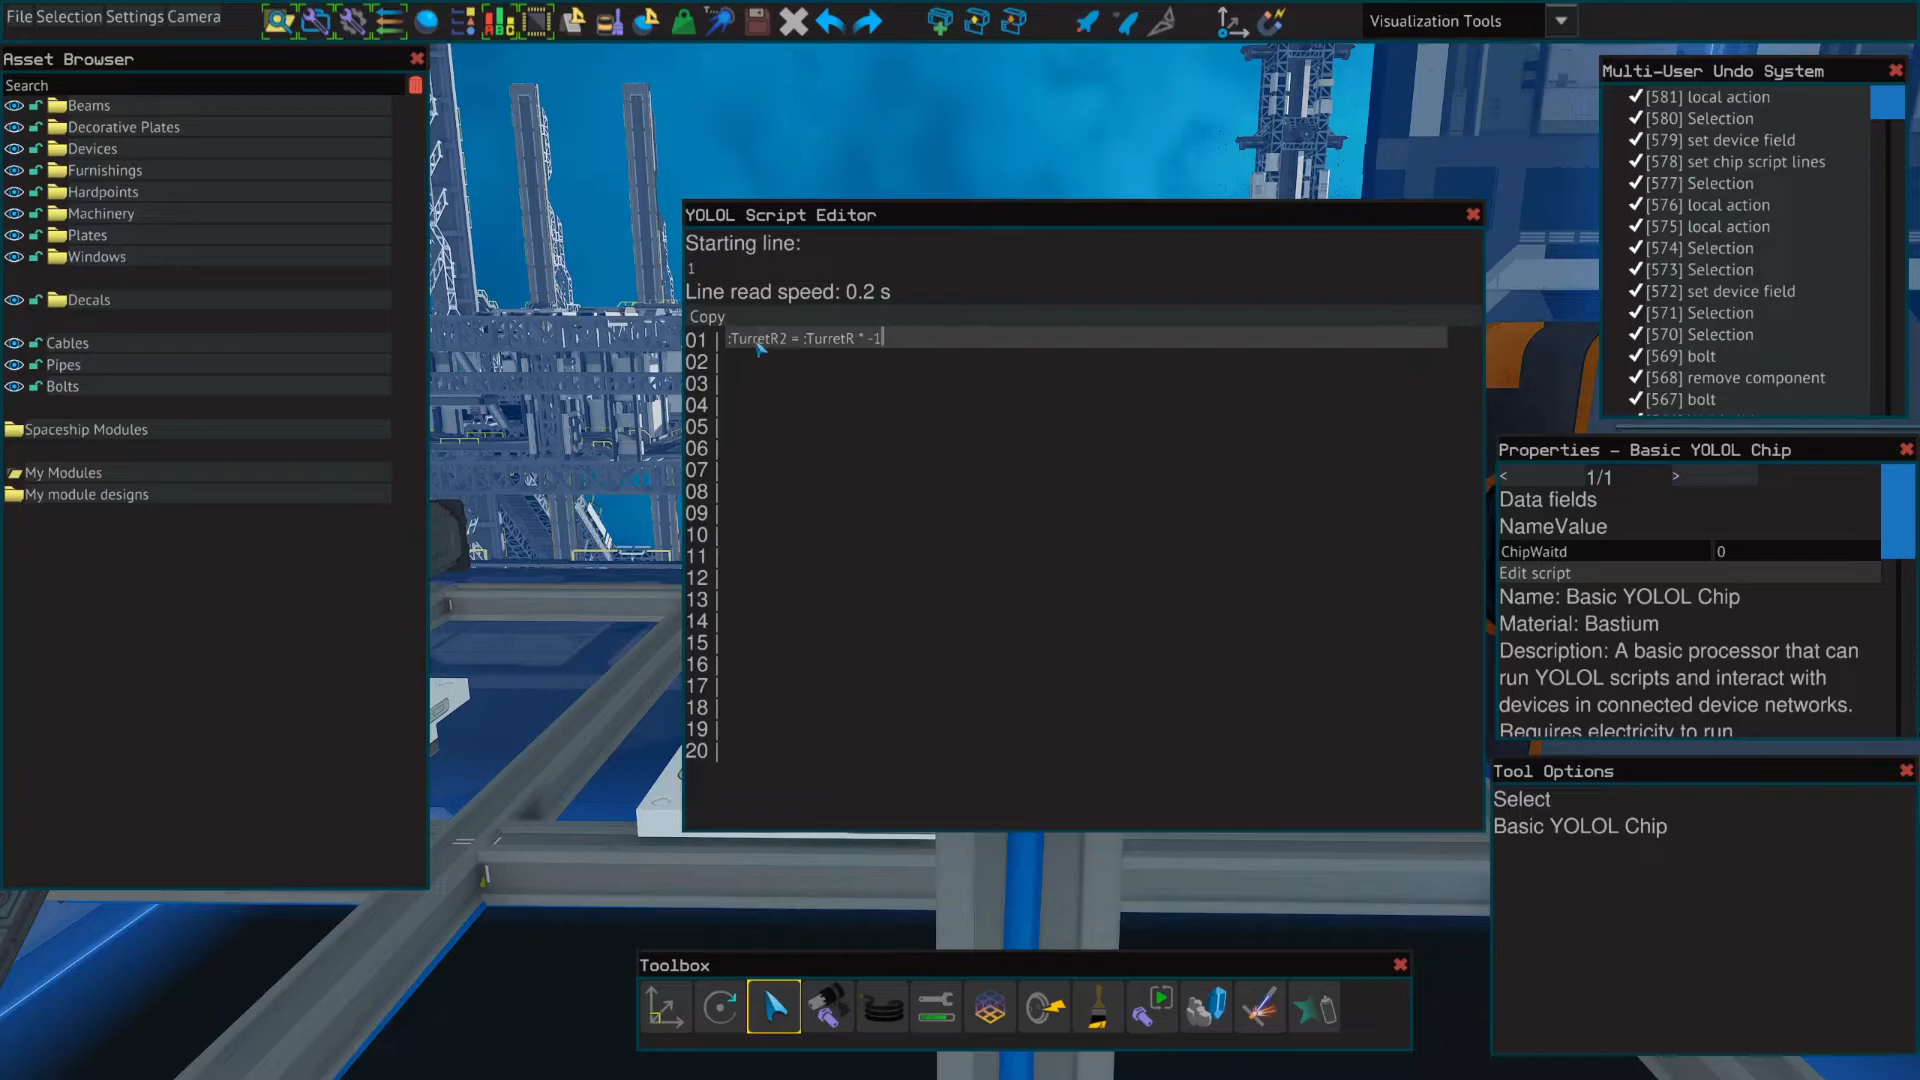 File Selection Settings Camera
Visualization Tools
Asset Browser
Search
Beams
Decorative Plates
Devices
Furnishings
Hardpoints
Machinery
Plates
Windows
Decals
Cables
Pipes
Bolts
Spaceship Modules
My Modules
My module designs
YOLOL Script Editor
Starting line:
1
Line read speed: 0.2 s
Copy
01 | :TurretR2 = :TurretR * -1
02 |
03 |
04 |
05 |
06 |
07 |
08 |
09 |
10 |
11 |
12 |
13 |
14 |
15 |
16 |
17 |
18 |
19 |
20 |
Multi-User Undo System
[581] local action
[580] Selection
[579] set device field
[578] set chip script lines
[577] Selection
[576] local action
[575] local action
[574] Selection
[573] Selection
[572] set device field
[571] Selection
[570] Selection
[569] bolt
[568] remove component
[567] bolt
Properties - Basic YOLOL Chip
< 1/1 >
Data fields
NameValue
ChipWaitd 0
Edit script
Name: Basic YOLOL Chip
Material: Bastium
Description: A basic processor that can
run YOLOL scripts and interact with
devices in connected device networks.
Requires electricity to run
Tool Options
Select
Basic YOLOL Chip
Toolbox